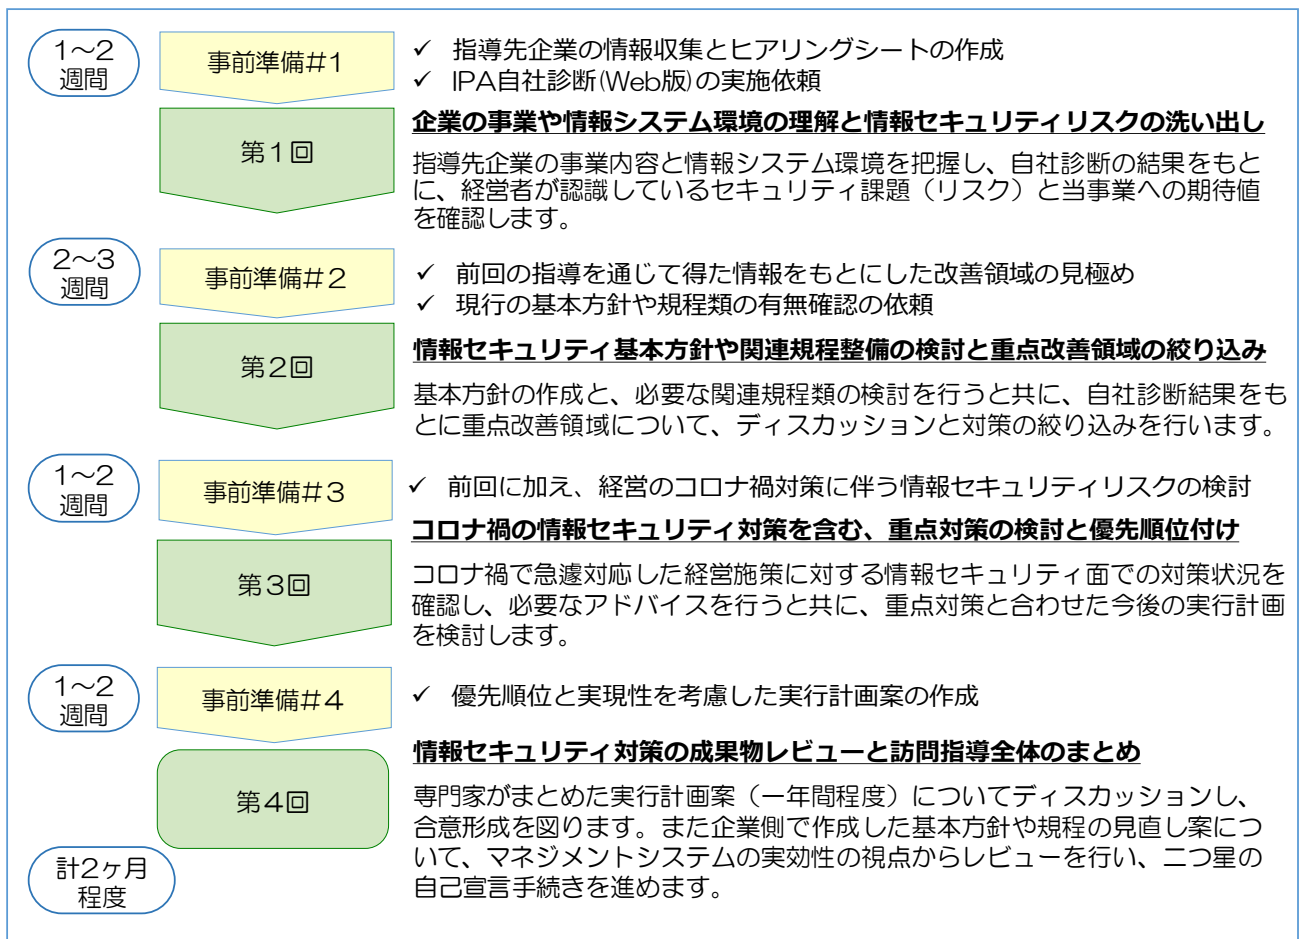 1～2
週間
事前準備＃1
✓ 指導先企業の情報収集とヒアリングシートの作成
✓ IPA自社診断(Web版)の実施依頼
第1回
企業の事業や情報システム環境の理解と情報セキュリティリスクの洗い出し
指導先企業の事業内容と情報システム環境を把握し、自社診断の結果をもと
に、経営者が認識しているセキュリティ課題（リスク）と当事業への期待値
を確認します。
2～3
週間
事前準備＃2
✓ 前回の指導を通じて得た情報をもとにした改善領域の見極め
✓ 現行の基本方針や規程類の有無確認の依頼
第2回
情報セキュリティ基本方針や関連規程整備の検討と重点改善領域の絞り込み
基本方針の作成と、必要な関連規程類の検討を行うと共に、自社診断結果をも
とに重点改善領域について、ディスカッションと対策の絞り込みを行います。
1～2
週間
事前準備＃3
✓ 前回に加え、経営のコロナ禍対策に伴う情報セキュリティリスクの検討
第3回
コロナ禍の情報セキュリティ対策を含む、重点対策の検討と優先順位付け
コロナ禍で急遽対応した経営施策に対する情報セキュリティ面での対策状況を
確認し、必要なアドバイスを行うと共に、重点対策と合わせた今後の実行計画
を検討します。
1～2
週間
事前準備＃4
✓ 優先順位と実現性を考慮した実行計画案の作成
第4回
情報セキュリティ対策の成果物レビューと訪問指導全体のまとめ
専門家がまとめた実行計画案（一年間程度）についてディスカッションし、
合意形成を図ります。また企業側で作成した基本方針や規程の見直し案につ
いて、マネジメントシステムの実効性の視点からレビューを行い、二つ星の
自己宣言手続きを進めます。
計2ヶ月
程度